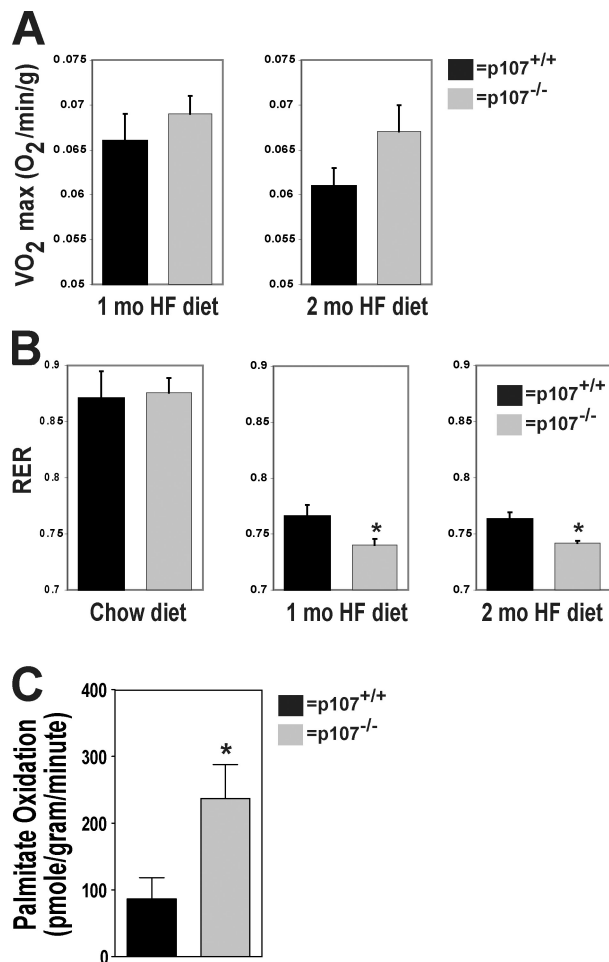 A
VO2 max (O2/min/g)
0.075
0.07
0.065
0.06
0.055
0.05
1 mo HF diet
0.075
0.07
0.065
0.06
0.055
0.05
2 mo HF diet
=p107+/+
=p107-/-
B
RER
0.9
0.85
0.8
0.75
0.7
Chow diet
0.9
0.85
0.8
0.75
0.7
*
1 mo HF diet
0.9
0.85
0.8
0.75
0.7
*
2 mo HF diet
=p107+/+
=p107-/-
C
Palmitate Oxidation
(pmole/gram/minute)
400
300
200
100
0
*
=p107+/+
=p107-/-